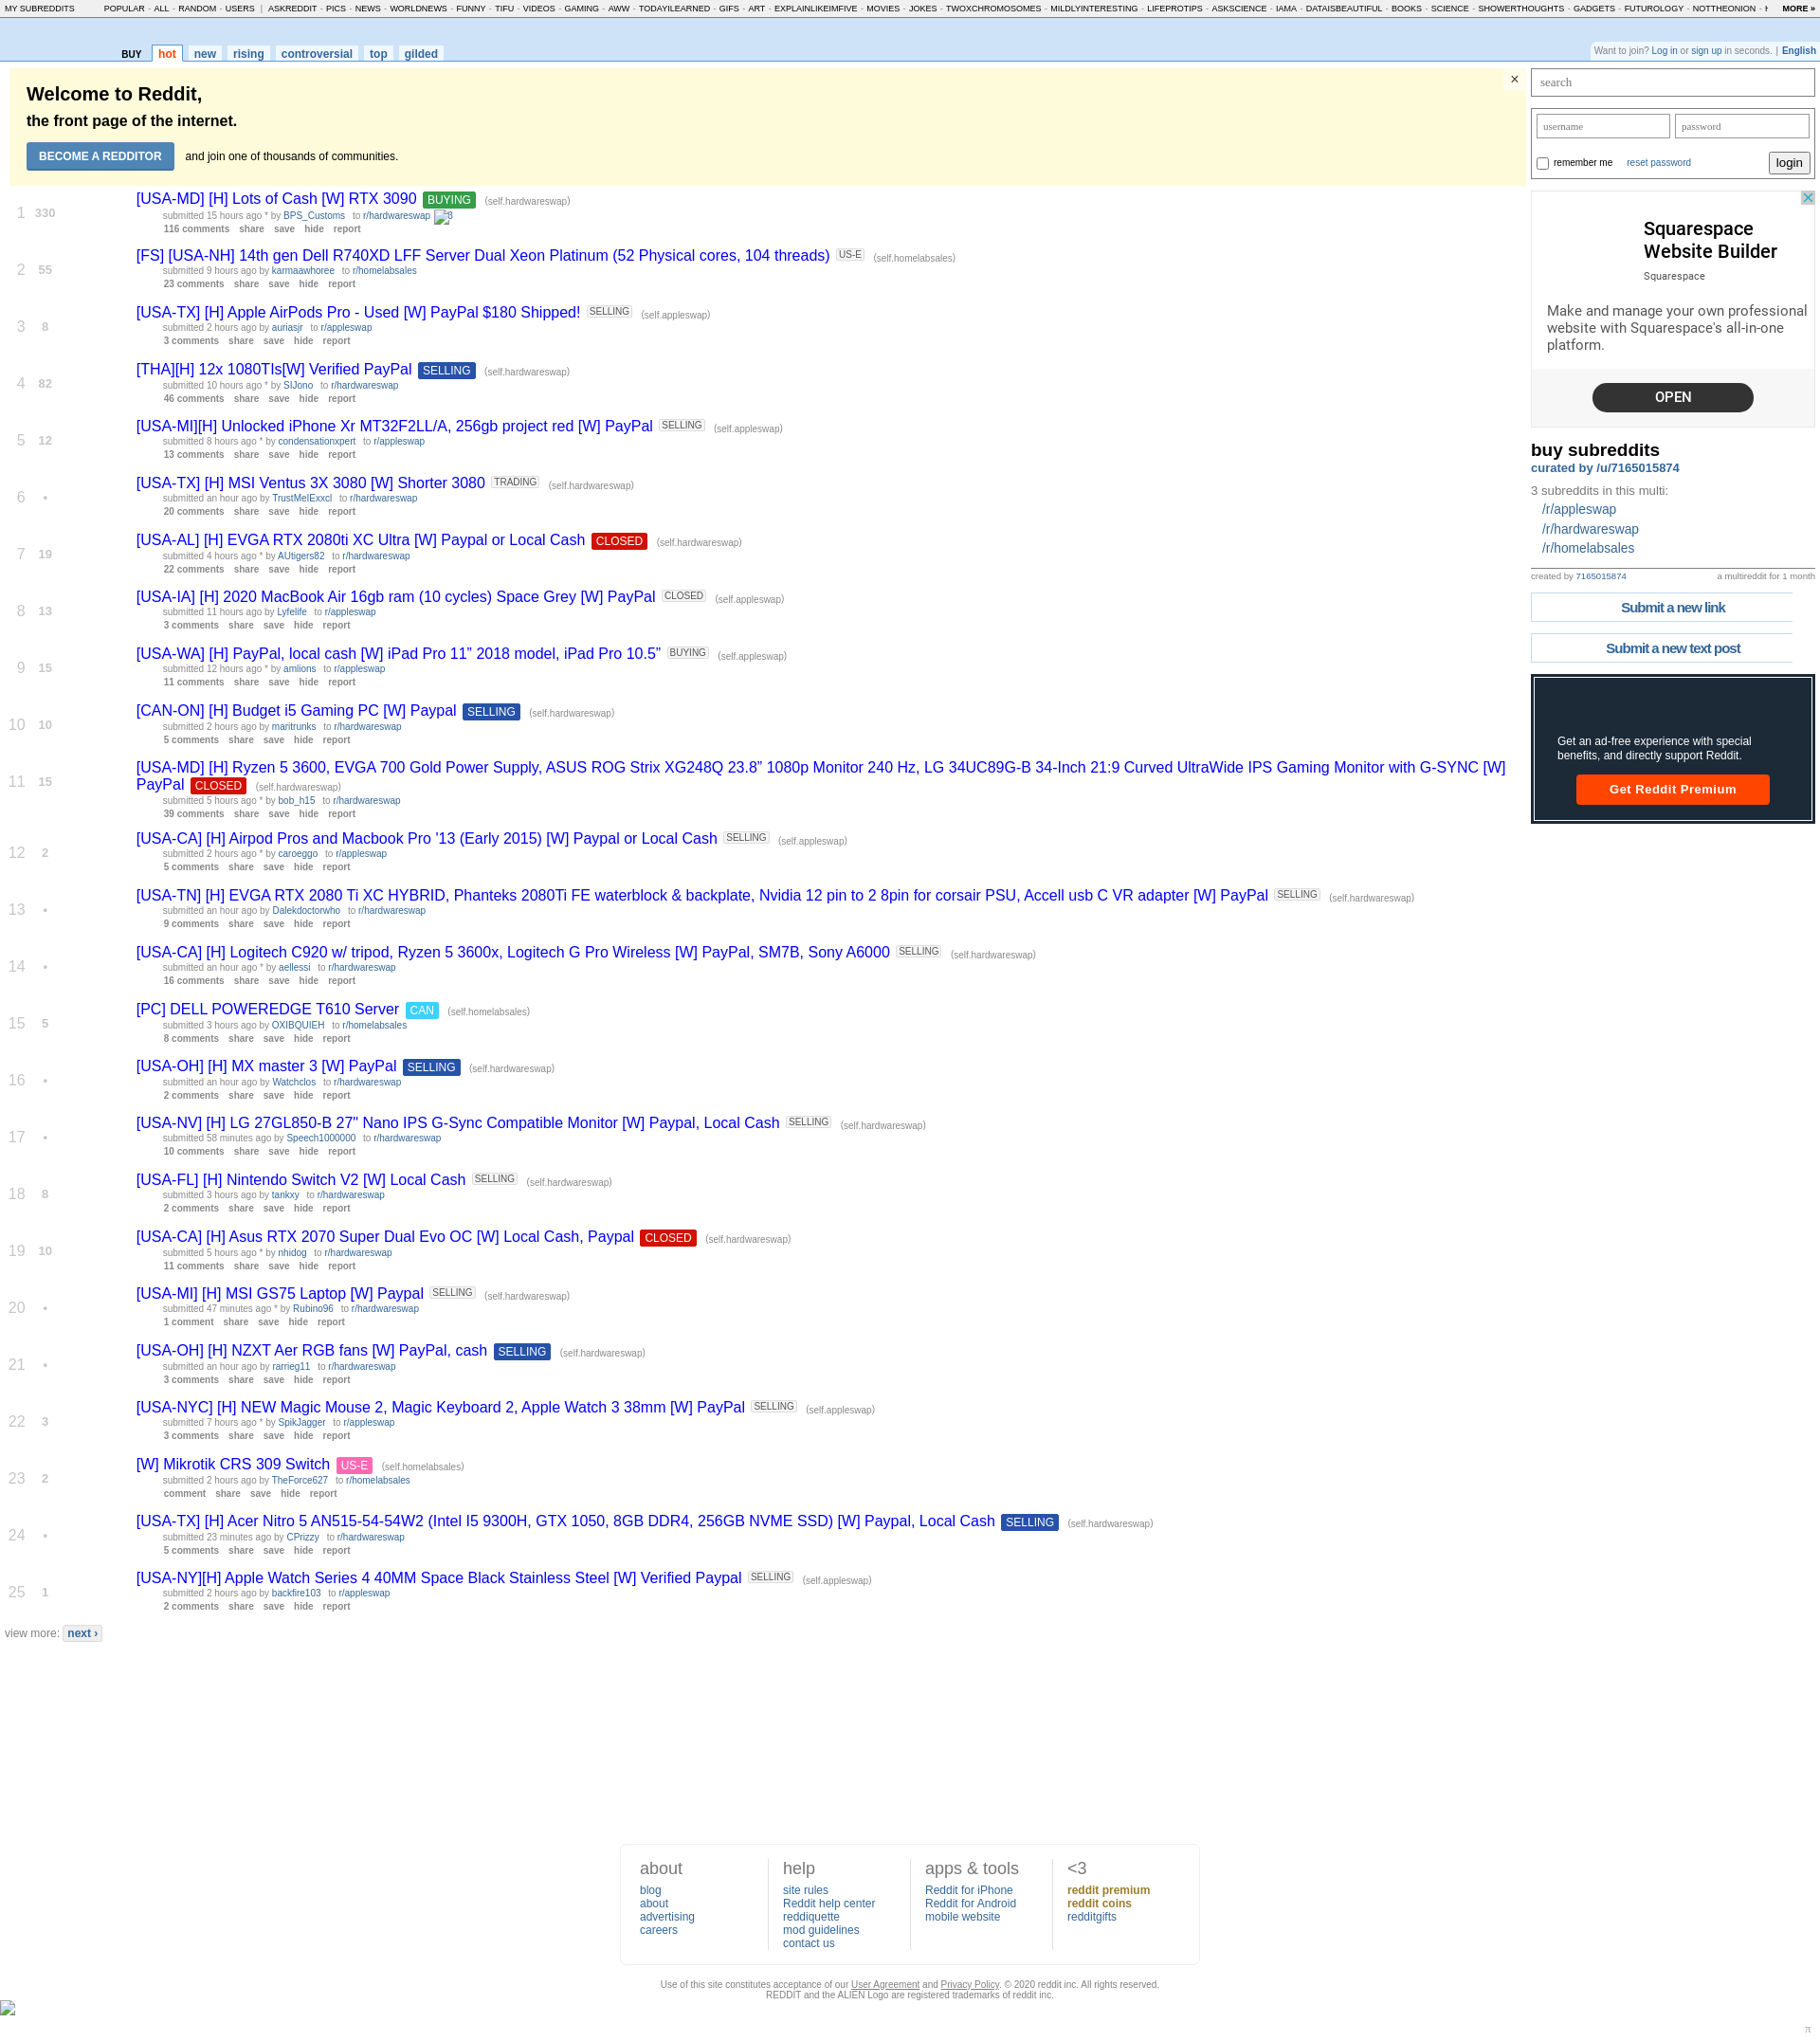 MY SUBREDDITS POPULAR - ALL - RANDOM - USERS | ASKREDDIT - PICS - NEWS - WORLDNEWS - FUNNY - TIFU - VIDEOS - GAMING - AWW - TODAYILEARNED - GIFS - ART - EXPLAINLIKEIMFIVE - MOVIES - JOKES - TWOXCHROMOSOMES - MILDLYINTERESTING - LIFEPROTIPS - ASKSCIENCE - IAMA - DATAISBEAUTIFUL - BOOKS - SCIENCE - SHOWERTHOUGHTS - GADGETS - FUTUROLOGY - NOTTHEONION - MORE »
BUY hot new rising controversial top gilded
Want to join? Log in or sign up in seconds. | English
Welcome to Reddit,
the front page of the internet.
BECOME A REDDITOR and join one of thousands of communities.
×
1 330 [USA-MD] [H] Lots of Cash [W] RTX 3090 BUYING (self.hardwareswap)
submitted 15 hours ago * by BPS_Customs to r/hardwareswap 8
116 comments share save hide report
2 55 [FS] [USA-NH] 14th gen Dell R740XD LFF Server Dual Xeon Platinum (52 Physical cores, 104 threads) US-E (self.homelabsales)
submitted 9 hours ago by karmaawhoree to r/homelabsales
23 comments share save hide report
3 8 [USA-TX] [H] Apple AirPods Pro - Used [W] PayPal $180 Shipped! SELLING (self.appleswap)
submitted 2 hours ago by auriasjr to r/appleswap
3 comments share save hide report
4 82 [THA][H] 12x 1080TIs[W] Verified PayPal SELLING (self.hardwareswap)
submitted 10 hours ago * by SIJono to r/hardwareswap
46 comments share save hide report
5 12 [USA-MI][H] Unlocked iPhone Xr MT32F2LL/A, 256gb project red [W] PayPal SELLING (self.appleswap)
submitted 8 hours ago * by condensationxpert to r/appleswap
13 comments share save hide report
6 • [USA-TX] [H] MSI Ventus 3X 3080 [W] Shorter 3080 TRADING (self.hardwareswap)
submitted an hour ago by TrustMeIExxcl to r/hardwareswap
20 comments share save hide report
7 19 [USA-AL] [H] EVGA RTX 2080ti XC Ultra [W] Paypal or Local Cash CLOSED (self.hardwareswap)
submitted 4 hours ago * by AUtigers82 to r/hardwareswap
22 comments share save hide report
8 13 [USA-IA] [H] 2020 MacBook Air 16gb ram (10 cycles) Space Grey [W] PayPal CLOSED (self.appleswap)
submitted 11 hours ago by Lyfelife to r/appleswap
3 comments share save hide report
9 15 [USA-WA] [H] PayPal, local cash [W] iPad Pro 11” 2018 model, iPad Pro 10.5” BUYING (self.appleswap)
submitted 12 hours ago * by amlions to r/appleswap
11 comments share save hide report
10 10 [CAN-ON] [H] Budget i5 Gaming PC [W] Paypal SELLING (self.hardwareswap)
submitted 2 hours ago by maritrunks to r/hardwareswap
5 comments share save hide report
11 15 [USA-MD] [H] Ryzen 5 3600, EVGA 700 Gold Power Supply, ASUS ROG Strix XG248Q 23.8” 1080p Monitor 240 Hz, LG 34UC89G-B 34-Inch 21:9 Curved UltraWide IPS Gaming Monitor with G-SYNC [W]
PayPal CLOSED (self.hardwareswap)
submitted 5 hours ago * by bob_h15 to r/hardwareswap
39 comments share save hide report
12 2 [USA-CA] [H] Airpod Pros and Macbook Pro '13 (Early 2015) [W] Paypal or Local Cash SELLING (self.appleswap)
submitted 2 hours ago by caroeggo to r/appleswap
5 comments share save hide report
13 • [USA-TN] [H] EVGA RTX 2080 Ti XC HYBRID, Phanteks 2080Ti FE waterblock & backplate, Nvidia 12 pin to 2 8pin for corsair PSU, Accell usb C VR adapter [W] PayPal SELLING (self.hardwareswap)
submitted an hour ago by Dalekdoctorwho to r/hardwareswap
9 comments share save hide report
14 • [USA-CA] [H] Logitech C920 w/ tripod, Ryzen 5 3600x, Logitech G Pro Wireless [W] PayPal, SM7B, Sony A6000 SELLING (self.hardwareswap)
submitted an hour ago * by aellessi to r/hardwareswap
16 comments share save hide report
15 5 [PC] DELL POWEREDGE T610 Server CAN (self.homelabsales)
submitted 3 hours ago by OXIBQUIEH to r/homelabsales
8 comments share save hide report
16 • [USA-OH] [H] MX master 3 [W] PayPal SELLING (self.hardwareswap)
submitted an hour ago by Watchclos to r/hardwareswap
2 comments share save hide report
17 • [USA-NV] [H] LG 27GL850-B 27" Nano IPS G-Sync Compatible Monitor [W] Paypal, Local Cash SELLING (self.hardwareswap)
submitted 58 minutes ago by Speech1000000 to r/hardwareswap
10 comments share save hide report
18 8 [USA-FL] [H] Nintendo Switch V2 [W] Local Cash SELLING (self.hardwareswap)
submitted 3 hours ago by tankxy to r/hardwareswap
2 comments share save hide report
19 10 [USA-CA] [H] Asus RTX 2070 Super Dual Evo OC [W] Local Cash, Paypal CLOSED (self.hardwareswap)
submitted 5 hours ago * by nhidog to r/hardwareswap
11 comments share save hide report
20 • [USA-MI] [H] MSI GS75 Laptop [W] Paypal SELLING (self.hardwareswap)
submitted 47 minutes ago * by Rubino96 to r/hardwareswap
1 comment share save hide report
21 • [USA-OH] [H] NZXT Aer RGB fans [W] PayPal, cash SELLING (self.hardwareswap)
submitted an hour ago by rarrieg11 to r/hardwareswap
3 comments share save hide report
22 3 [USA-NYC] [H] NEW Magic Mouse 2, Magic Keyboard 2, Apple Watch 3 38mm [W] PayPal SELLING (self.appleswap)
submitted 7 hours ago * by SpikJagger to r/appleswap
3 comments share save hide report
23 2 [W] Mikrotik CRS 309 Switch US-E (self.homelabsales)
submitted 2 hours ago by TheForce627 to r/homelabsales
comment share save hide report
24 • [USA-TX] [H] Acer Nitro 5 AN515-54-54W2 (Intel I5 9300H, GTX 1050, 8GB DDR4, 256GB NVME SSD) [W] Paypal, Local Cash SELLING (self.hardwareswap)
submitted 23 minutes ago by CPrizzy to r/hardwareswap
5 comments share save hide report
25 1 [USA-NY][H] Apple Watch Series 4 40MM Space Black Stainless Steel [W] Verified Paypal SELLING (self.appleswap)
submitted 2 hours ago by backfire103 to r/appleswap
2 comments share save hide report
view more: next ›
search
username password
remember me reset password login
Squarespace
Website Builder
Squarespace
Make and manage your own professional
website with Squarespace's all-in-one
platform.
OPEN
buy subreddits
curated by /u/7165015874
3 subreddits in this multi:
/r/appleswap
/r/hardwareswap
/r/homelabsales
created by 7165015874 a multireddit for 1 month
Submit a new link
Submit a new text post
Get an ad-free experience with special
benefits, and directly support Reddit.
Get Reddit Premium
about
blog
about
advertising
careers
help
site rules
Reddit help center
reddiquette
mod guidelines
contact us
apps & tools
Reddit for iPhone
Reddit for Android
mobile website
<3
reddit premium
reddit coins
redditgifts
Use of this site constitutes acceptance of our User Agreement and Privacy Policy. © 2020 reddit inc. All rights reserved.
REDDIT and the ALIEN Logo are registered trademarks of reddit inc.
π